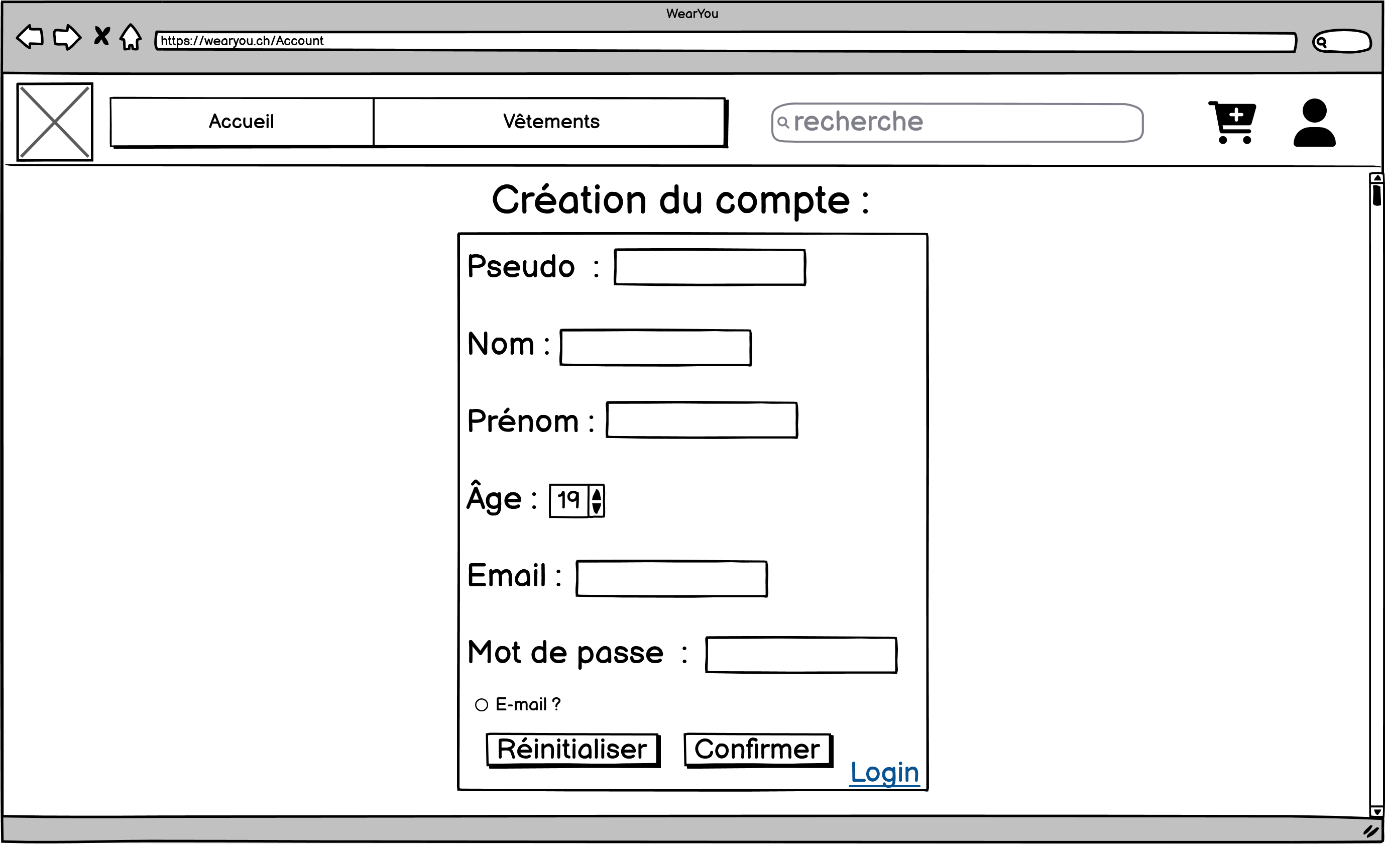 WearYou
https://wearyou.ch/Account
Accueil
Vêtements
recherche
Création du compte :
Pseudo :
Nom :
Prénom :
Âge : 19
Email :
Mot de passe :
E-mail ?
Réinitialiser
Confirmer
Login